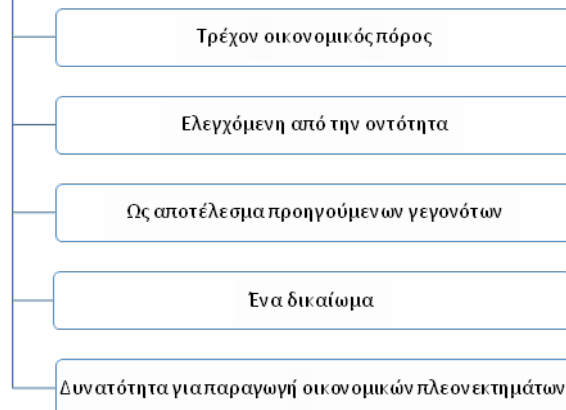 Τρέχον οικονομικός πόρος
Ελεγχόμενη από την οντότητα
Ως αποτέλεσμα προηγούμενων γεγονότων
Ένα δικαίωμα
Δυνατότητα για παραγωγή οικονομικών πλεονεκτημάτων